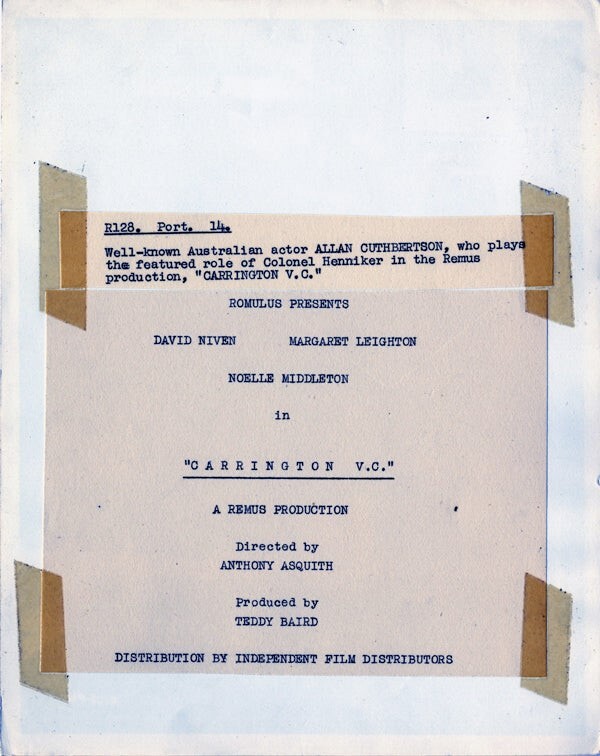 R128. Port. 14.
Well-known Australian actor ALLAN CUTHBERTSON, who plays
the featured role of Colonel Henniker in the Remus
production, "CARRINGTON V.C."
ROMULUS PRESENTS
DAVID NIVEN MARGARET LEIGHTON
NOELLE MIDDLETON
in
"C A R R I N G T O N V.C."
A REMUS PRODUCTION
Directed by
ANTHONY ASQUITH
Produced by
TEDDY BAIRD
DISTRIBUTION BY INDEPENDENT FILM DISTRIBUTORS